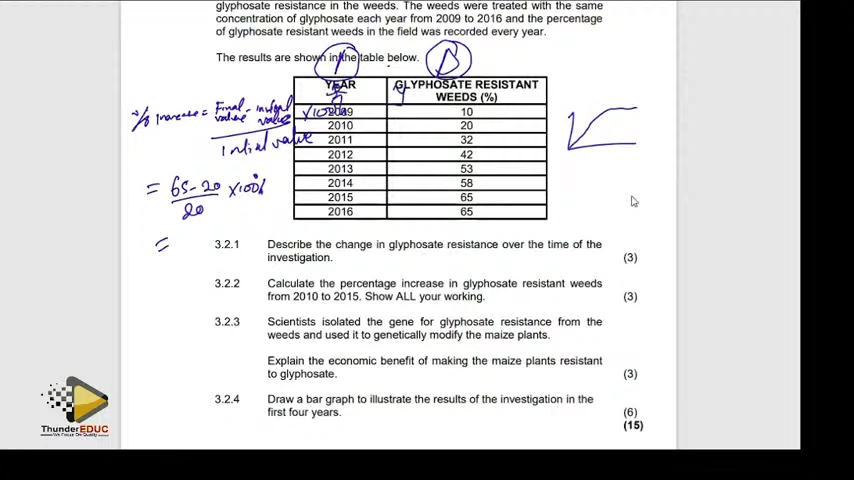 glyphosate resistance in the weeds. The weeds were treated with the same
concentration of glyphosate each year from 2009 to 2016 and the percentage
of glyphosate resistant weeds in the field was recorded every year.
The results are shown in the table below.
YEAR GLYPHOSATE RESISTANT WEEDS (%)
2009 10
2010 20
2011 32
2012 42
2013 53
2014 58
2015 65
2016 65
% Increase = Final value - initial value x100%
Initial value
= 65-20 x100%
20
=
3.2.1 Describe the change in glyphosate resistance over the time of the
investigation. (3)
3.2.2 Calculate the percentage increase in glyphosate resistant weeds
from 2010 to 2015. Show ALL your working. (3)
3.2.3 Scientists isolated the gene for glyphosate resistance from the
weeds and used it to genetically modify the maize plants.
Explain the economic benefit of making the maize plants resistant
to glyphosate. (3)
3.2.4 Draw a bar graph to illustrate the results of the investigation in the
first four years. (6)
(15)
ThunderEDUC
We Focus On Quality